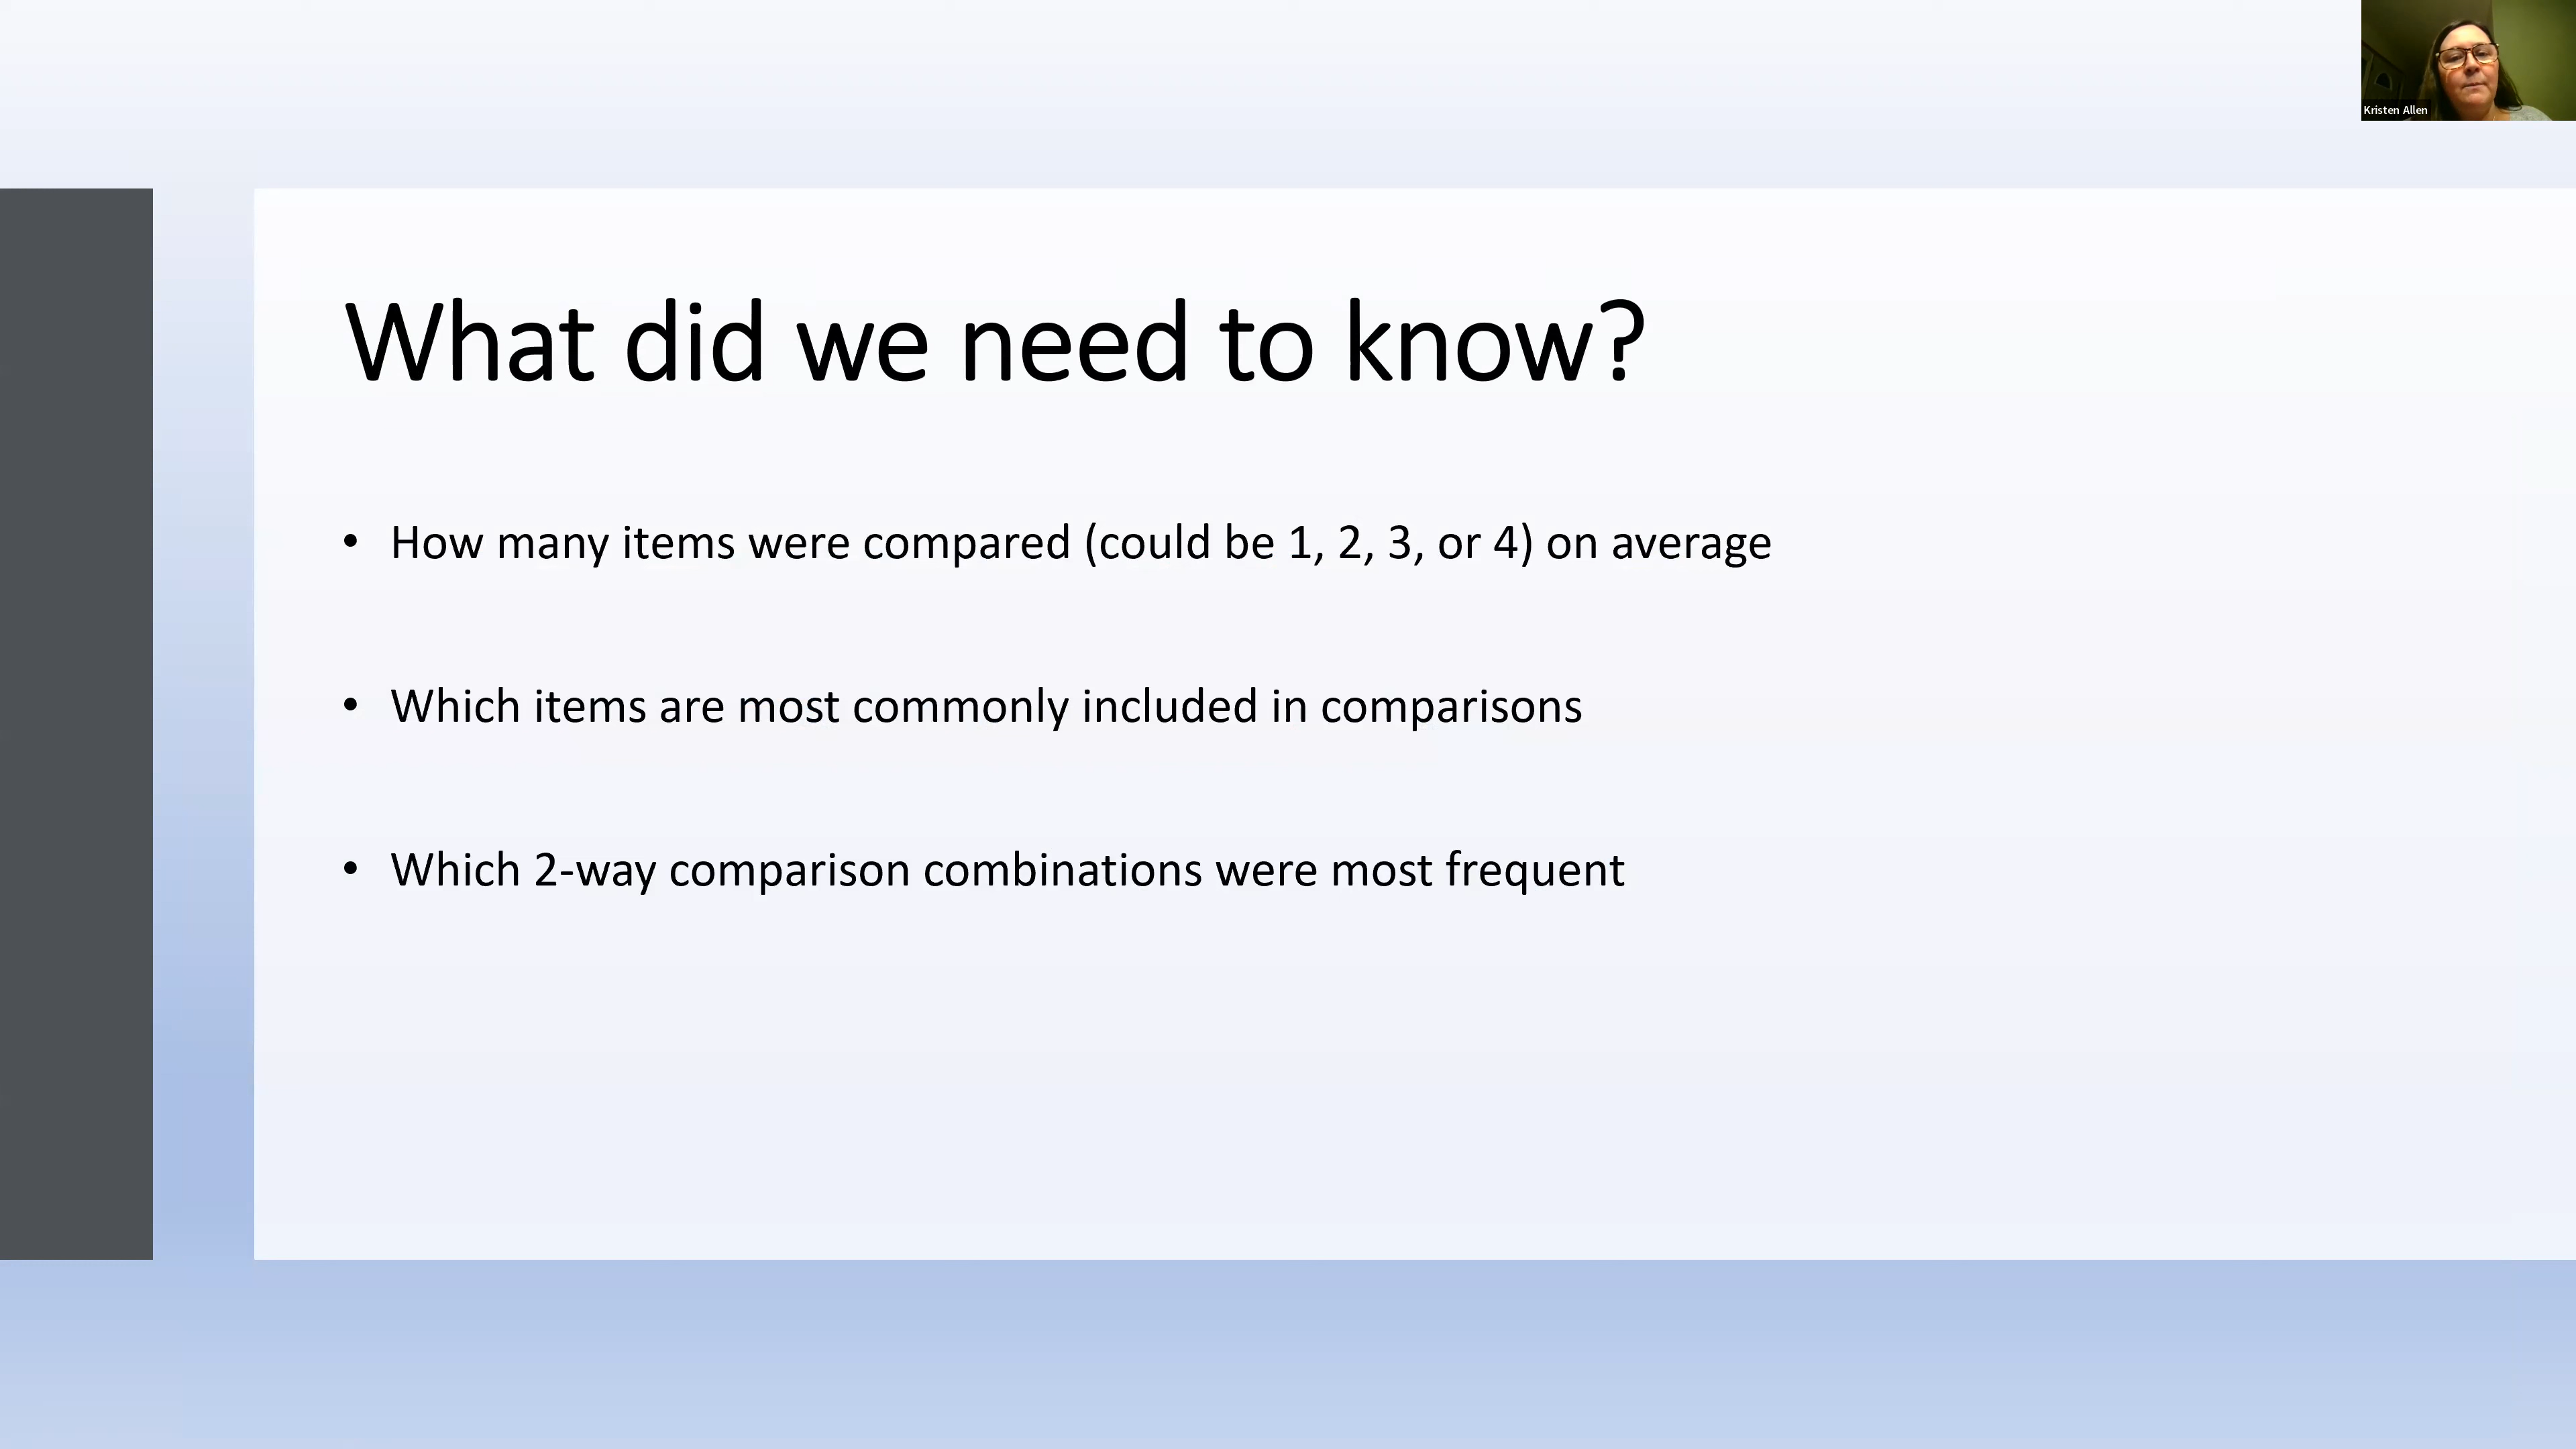 Kristen Allen
What did we need to know?
• How many items were compared (could be 1, 2, 3, or 4) on average
• Which items are most commonly included in comparisons
• Which 2-way comparison combinations were most frequent